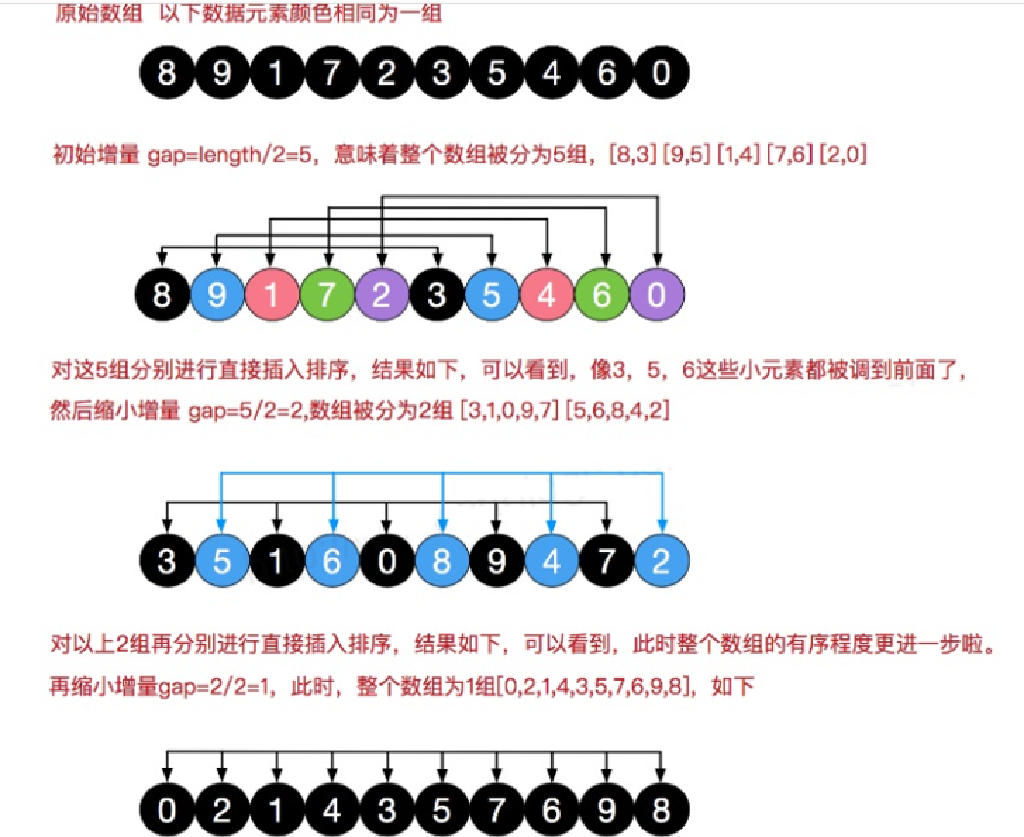 原始数组 以下数据元素颜色相同为一组
8 9 1 7 2 3 5 4 6 0
初始增量 gap=length/2=5，意味着整个数组被分为5组，[8,3][9,5][1,4][7,6][2,0]
8 9 1 7 2 3 5 4 6 0
对这5组分别进行直接插入排序，结果如下，可以看到，像3，5，6这些小元素都被调到前面了，
然后缩小增量 gap=5/2=2,数组被分为2组 [3,1,0,9,7][5,6,8,4,2]
3 5 1 6 0 8 9 4 7 2
对以上2组再分别进行直接插入排序，结果如下，可以看到，此时整个数组的有序程度更进一步啦。
再缩小增量gap=2/2=1，此时，整个数组为1组[0,2,1,4,3,5,7,6,9,8]，如下
0 2 1 4 3 5 7 6 9 8